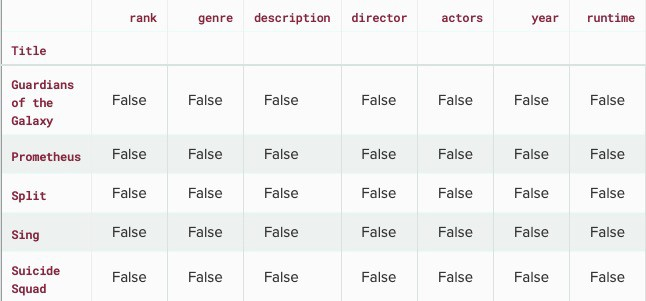 rank genre description director actors year runtime
Title
Guardians
of the
Galaxy
False False False False False False False
Prometheus False False False False False False False
Split False False False False False False False
Sing False False False False False False False
Suicide
Squad
False False False False False False False